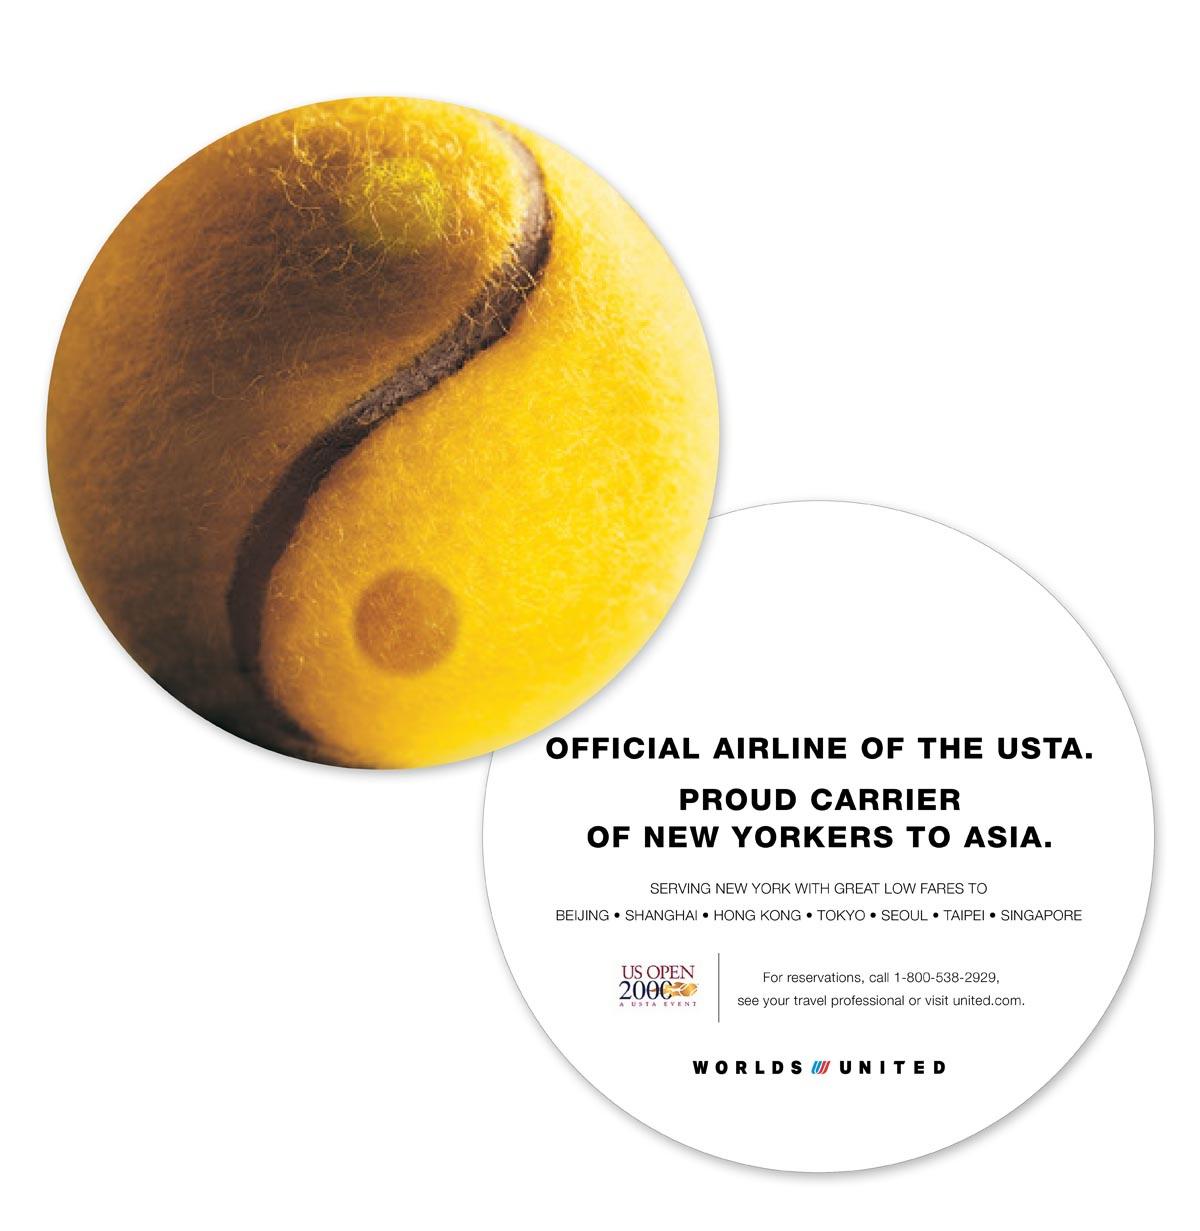 OFFICIAL AIRLINE OF THE USTA.
PROUD CARRIER
OF NEW YORKERS TO ASIA.
SERVING NEW YORK WITH GREAT LOW FARES TO
BEIJING • SHANGHAI • HONG KONG • TOKYO • SEOUL • TAIPEI • SINGAPORE
US OPEN
2000
A USTA EVENT
For reservations, call 1-800-538-2929,
see your travel professional or visit united.com.
WORLDS UNITED